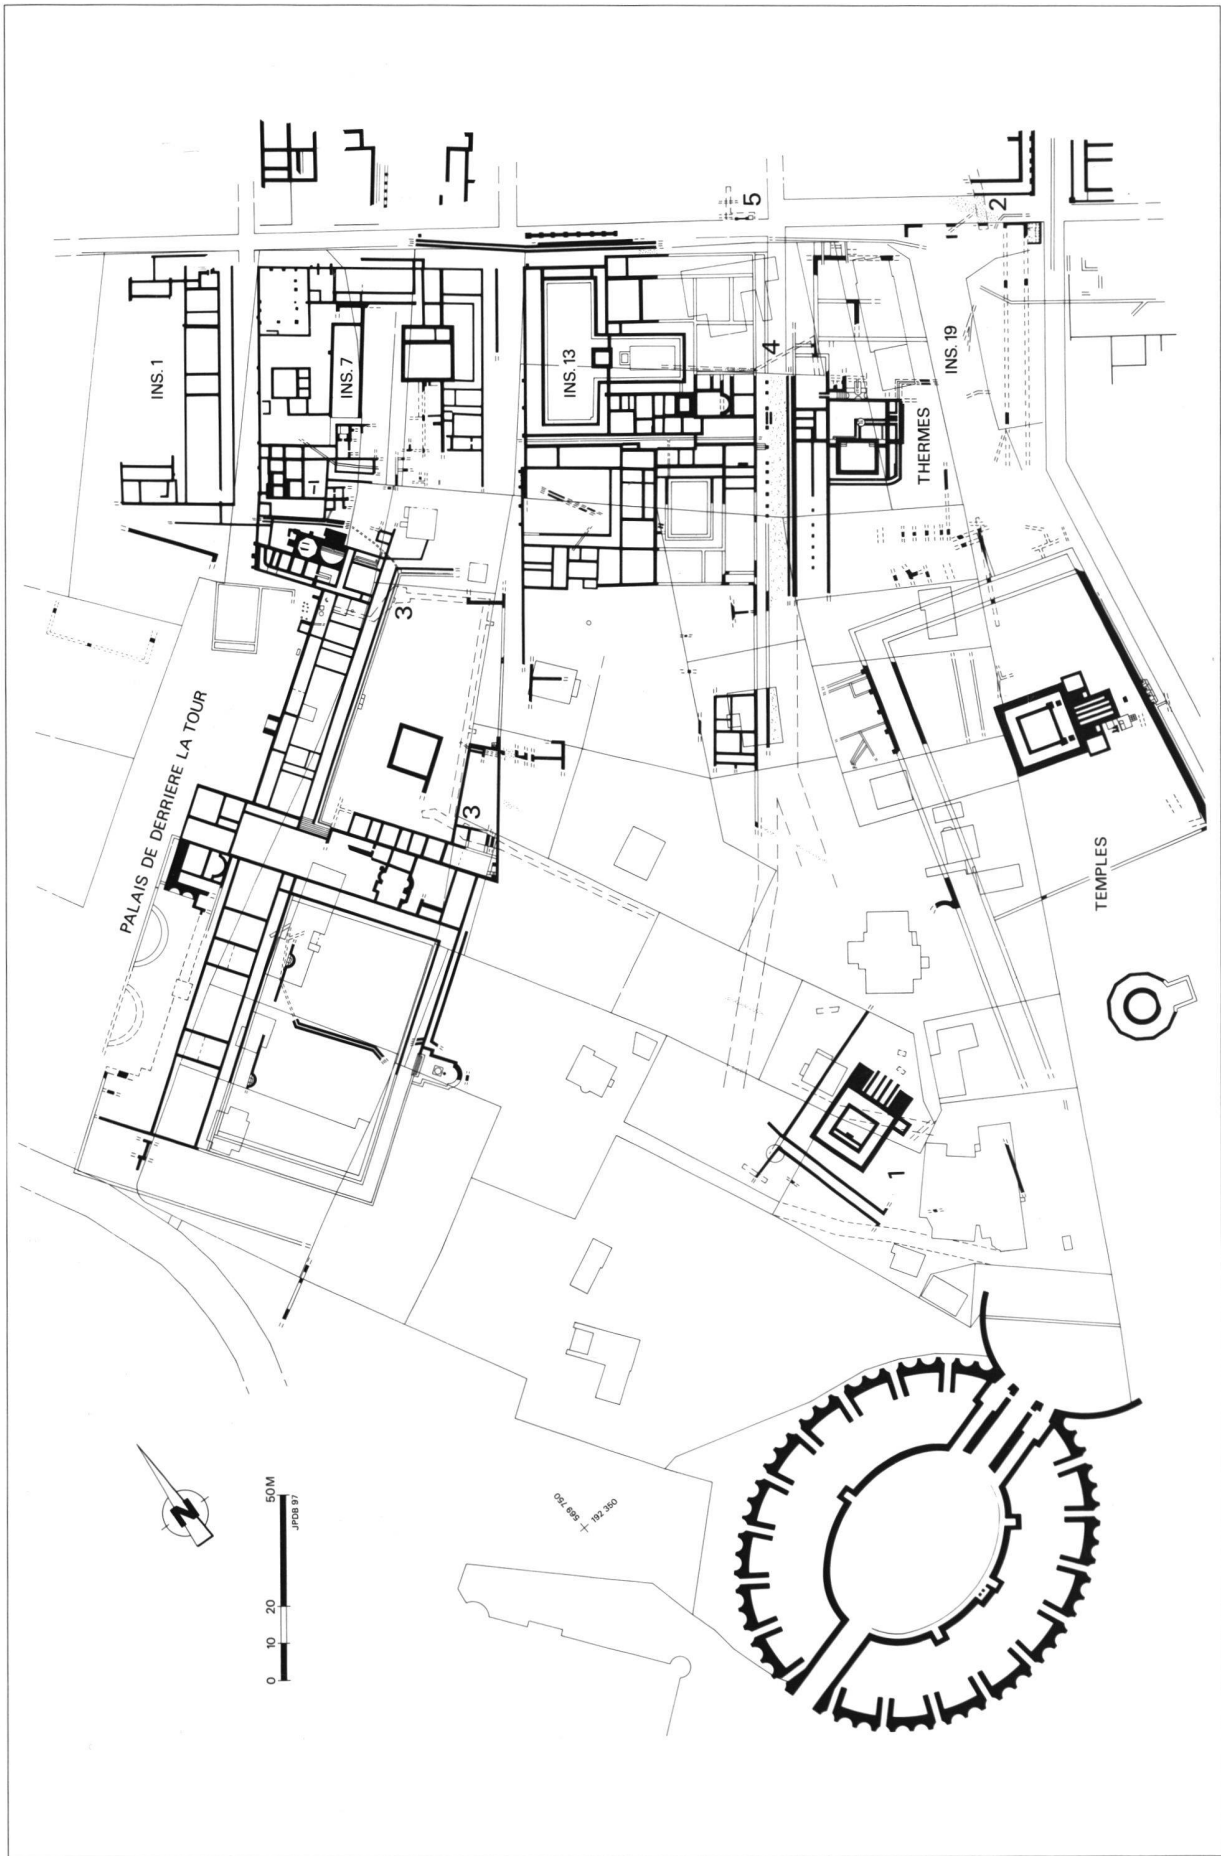 INS. 1
INS. 7
INS. 13
INS. 19
5
2
4
THERMES
3
PALAIS DE DERRIERE LA TOUR
3
TEMPLES
1
N
0 10 20 50 M
JPDB 97
569 750
192 350